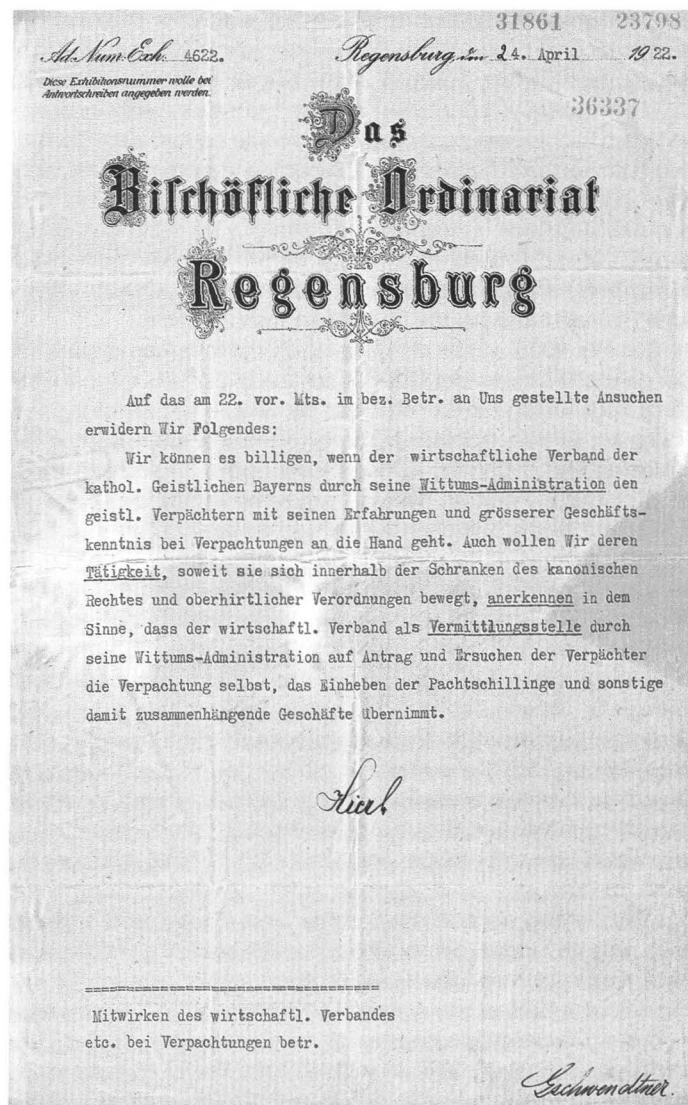 31861 23798
Ad Num. Exh. 4622.
Regensburg, den 24. April 1922.
Diese Exhibitionsnummer wolle bei
Antwortschreiben angegeben werden.
36337
Das
Bischöfliche Ordinariat
Regensburg
Auf das am 22. vor. Mts. im bez. Betr. an Uns gestellte Ansuchen
erwidern Wir Folgendes:
Wir können es billigen, wenn der wirtschaftliche Verband der
kathol. Geistlichen Bayerns durch seine Wittums-Administration den
geistl. Verpächtern mit seinen Erfahrungen und grösserer Geschäfts-
kenntnis bei Verpachtungen an die Hand geht. Auch wollen Wir deren
Tätigkeit, soweit sie sich innerhalb der Schranken des kanonischen
Rechtes und oberhirtlicher Verordnungen bewegt, anerkennen in dem
Sinne, dass der wirtschaftl. Verband als Vermittlungsstelle durch
seine Wittums-Administration auf Antrag und Ersuchen der Verpächter
die Verpachtung selbst, das Einheben der Pachtschillinge und sonstige
damit zusammenhängende Geschäfte übernimmt.
==================================
Mitwirken des wirtschaftl. Verbandes
etc. bei Verpachtungen betr.
Gschwendtner.